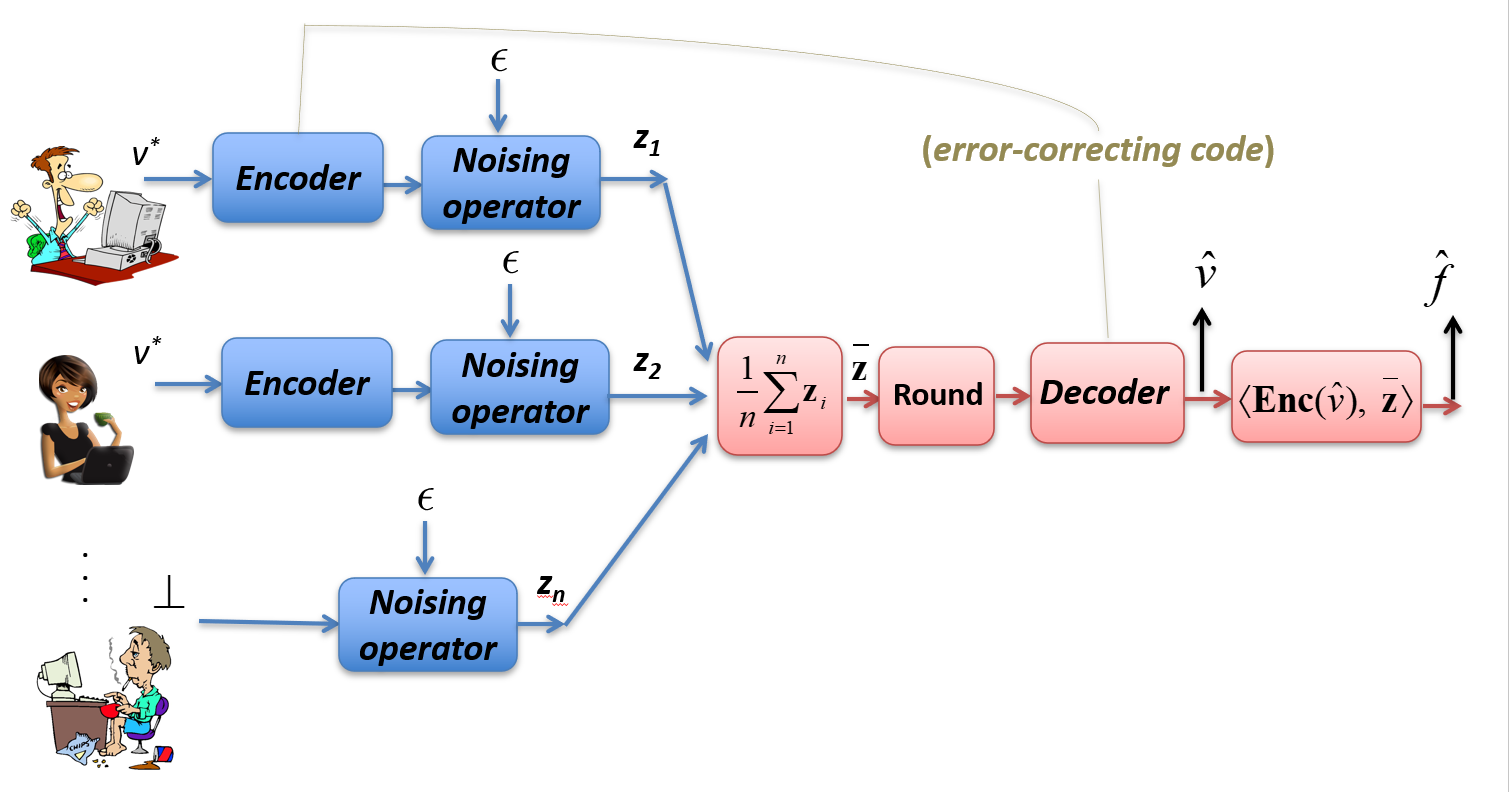 ϵ
v*
Encoder
Noising
operator
z1
(error-correcting code)
ϵ
v*
Encoder
Noising
operator
z2
1/n ∑_{i=1}^{n} z_i
z̄
Round
Decoder
v̂
⟨Enc(v̂), z̄⟩
f̂
ϵ
⋮
⊥
Noising
operator
zn
CHIPS